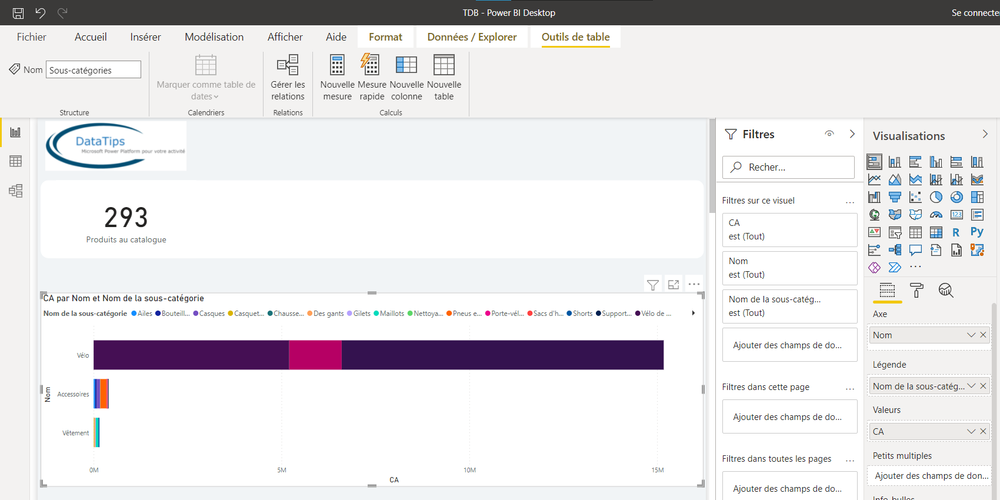 TDB - Power BI Desktop
Se connecter
Fichier
Accueil
Insérer
Modélisation
Afficher
Aide
Format
Données / Explorer
Outils de table
Nom
Sous-catégories
Marquer comme table de
dates
Gérer les
relations
Nouvelle
mesure
Mesure
rapide
Nouvelle
colonne
Nouvelle
table
Structure
Calendriers
Relations
Calculs
DataTips
Microsoft Power Platform pour votre activité
293
Produits au catalogue
CA par Nom et Nom de la sous-catégorie
Nom de la sous-catégorie
Ailes
Bouteill...
Casques
Casquet...
Chausse...
Des gants
Gilets
Maillots
Nettoya...
Pneus e...
Porte-vél...
Sacs d'h...
Shorts
Support...
Vélo de ...
Vélo
Accessoires
Vêtement
Nom
0M
5M
10M
15M
CA
Filtres
Recher...
Filtres sur ce visuel
...
CA
est (Tout)
Nom
est (Tout)
Nom de la sous-catég...
est (Tout)
Ajouter des champs de do...
Filtres dans cette page
...
Ajouter des champs de do...
Filtres dans toutes les pages
...
Ajouter des champs de do...
Visualisations
123
R
Py
...
Axe
Nom
Légende
Nom de la sous-catég...
Valeurs
CA
Petits multiples
Ajouter des champs de don...
Info-bulles